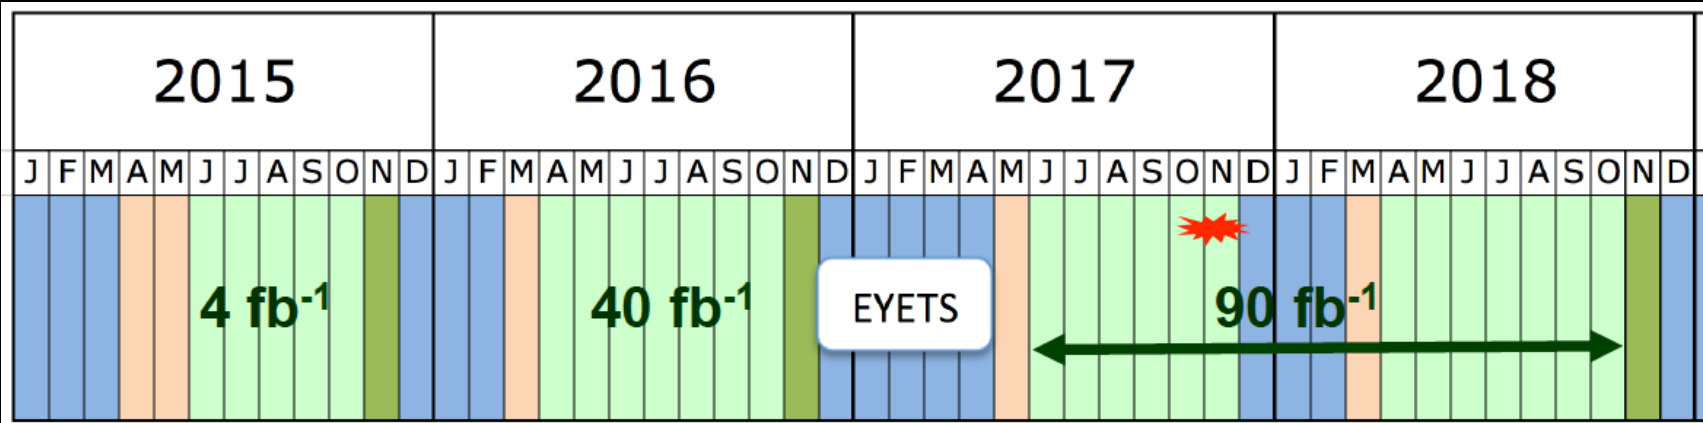 2015 2016 2017 2018
J F M A M J J A S O N D J F M A M J J A S O N D J F M A M J J A S O N D J F M A M J J A S O N D
4 fb⁻¹ 40 fb⁻¹ EYETS 90 fb⁻¹